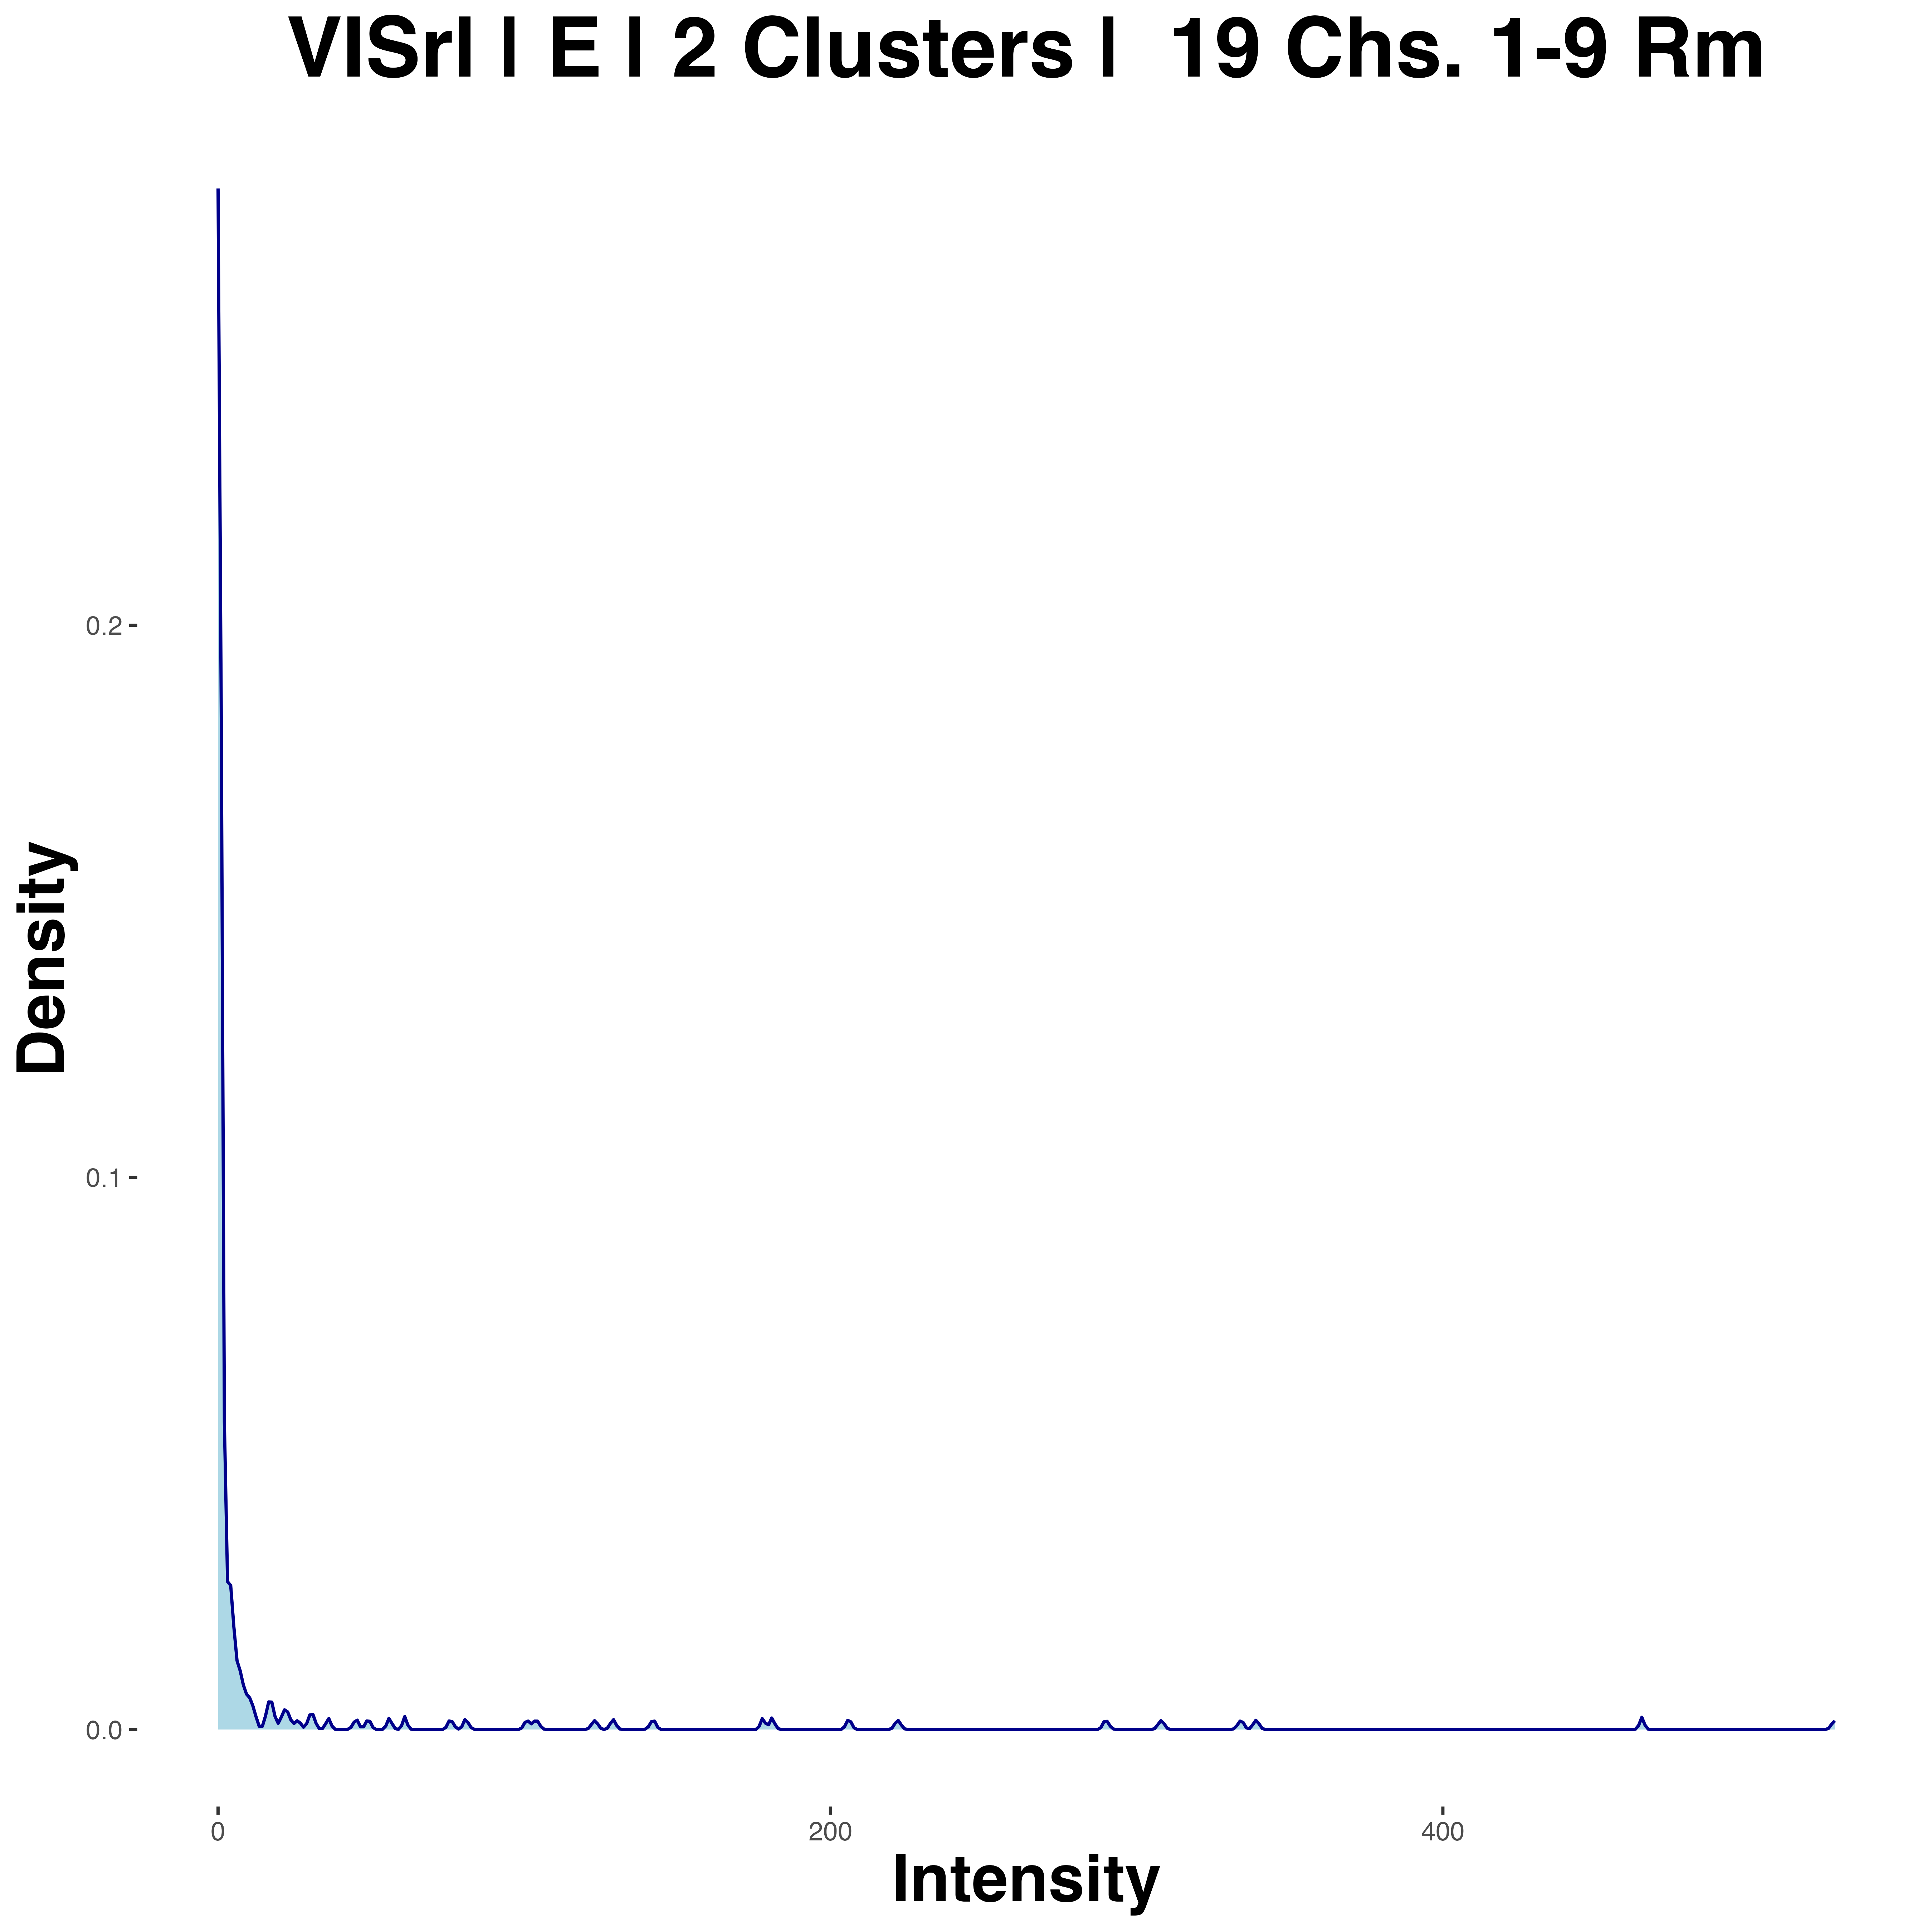 VISrl | E | 2 Clusters | 19 Chs. 1-9 Rm
Density
0.2
0.1
0.0
0
200
400
Intensity